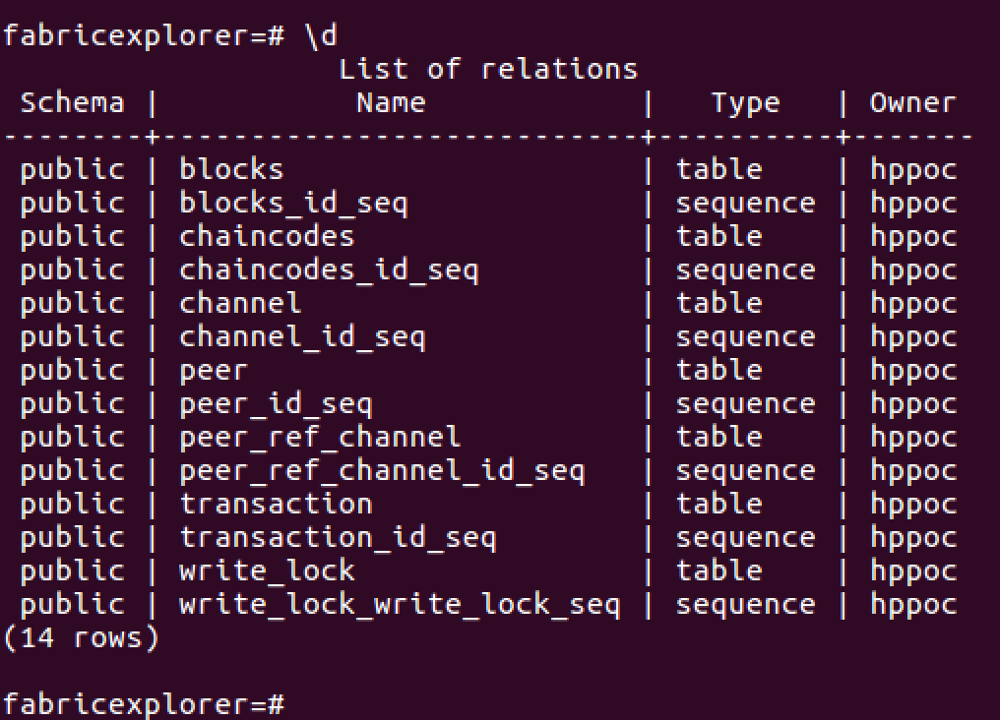 fabricexplorer=# \d
                   List of relations
 Schema |           Name            |   Type   | Owner
--------+---------------------------+----------+-------
 public | blocks                    | table    | hppoc
 public | blocks_id_seq             | sequence | hppoc
 public | chaincodes                | table    | hppoc
 public | chaincodes_id_seq         | sequence | hppoc
 public | channel                   | table    | hppoc
 public | channel_id_seq            | sequence | hppoc
 public | peer                      | table    | hppoc
 public | peer_id_seq               | sequence | hppoc
 public | peer_ref_channel          | table    | hppoc
 public | peer_ref_channel_id_seq   | sequence | hppoc
 public | transaction               | table    | hppoc
 public | transaction_id_seq        | sequence | hppoc
 public | write_lock                | table    | hppoc
 public | write_lock_write_lock_seq | sequence | hppoc
(14 rows)

fabricexplorer=#